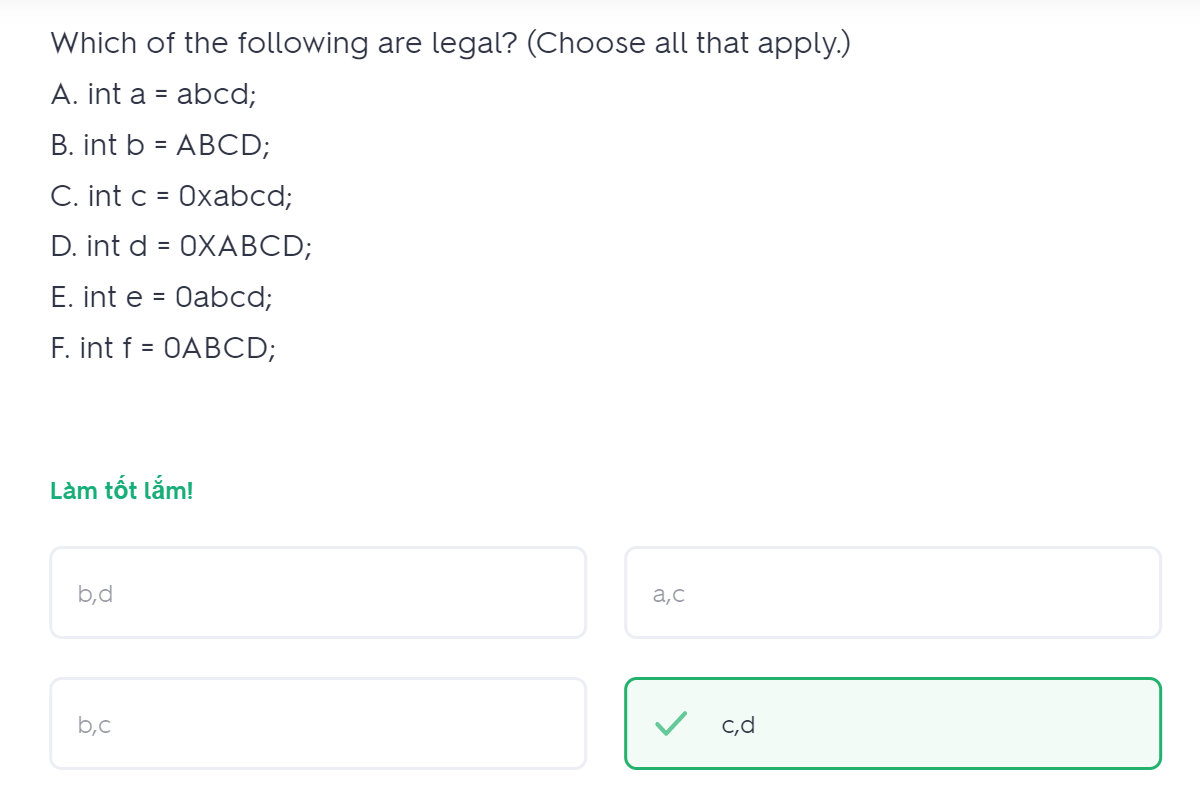 Which of the following are legal? (Choose all that apply.)
A. int a = abcd;
B. int b = ABCD;
C. int c = 0xabcd;
D. int d = 0XABCD;
E. int e = 0abcd;
F. int f = 0ABCD;
Làm tốt lắm!
b,d
a,c
b,c
c,d